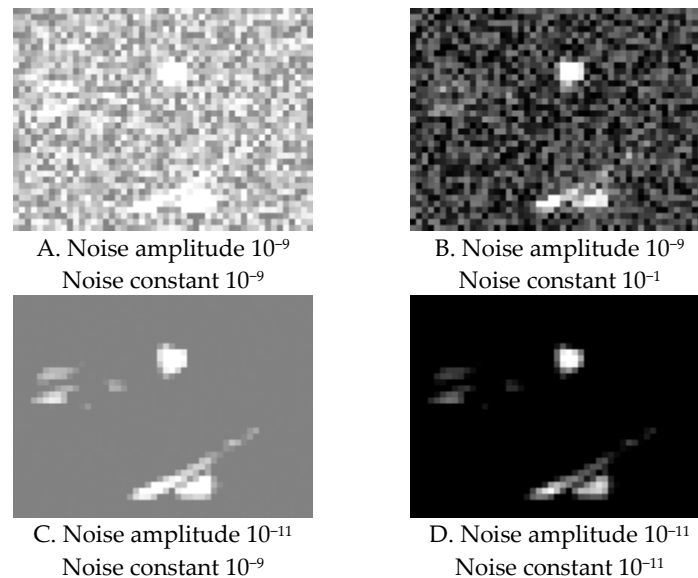 A. Noise amplitude 10⁻⁹
Noise constant 10⁻⁹
B. Noise amplitude 10⁻⁹
Noise constant 10⁻¹
C. Noise amplitude 10⁻¹¹
Noise constant 10⁻⁹
D. Noise amplitude 10⁻¹¹
Noise constant 10⁻¹¹